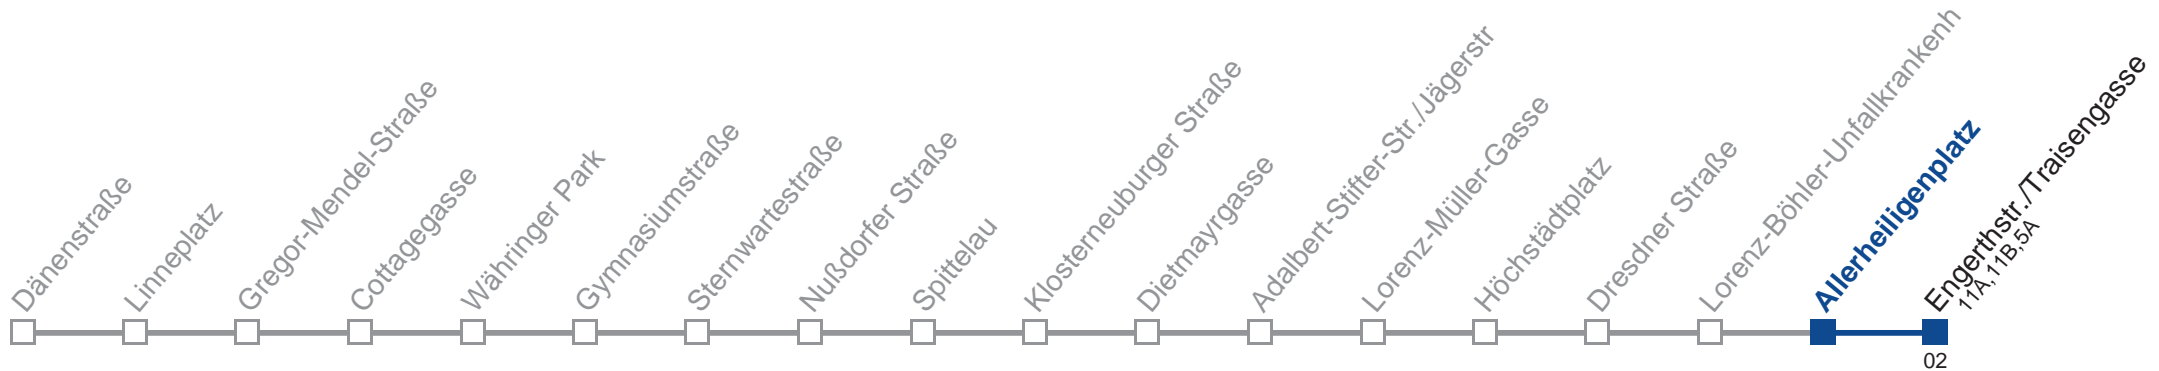 Dänenstraße
Linneplatz
Gregor-Mendel-Straße
Cottagegasse
Währinger Park
Gymnasiumstraße
Sternwartestraße
Nußdorfer Straße
Spittelau
Klosterneuburger Straße
Dietmayrgasse
Adalbert-Stifter-Str./Jägerstr
Lorenz-Müller-Gasse
Höchstädtplatz
Dresdner Straße
Lorenz-Böhler-Unfallkrankenh
Allerheiligenplatz
Engerthstr./Traisengasse
11A,11B,5A
02